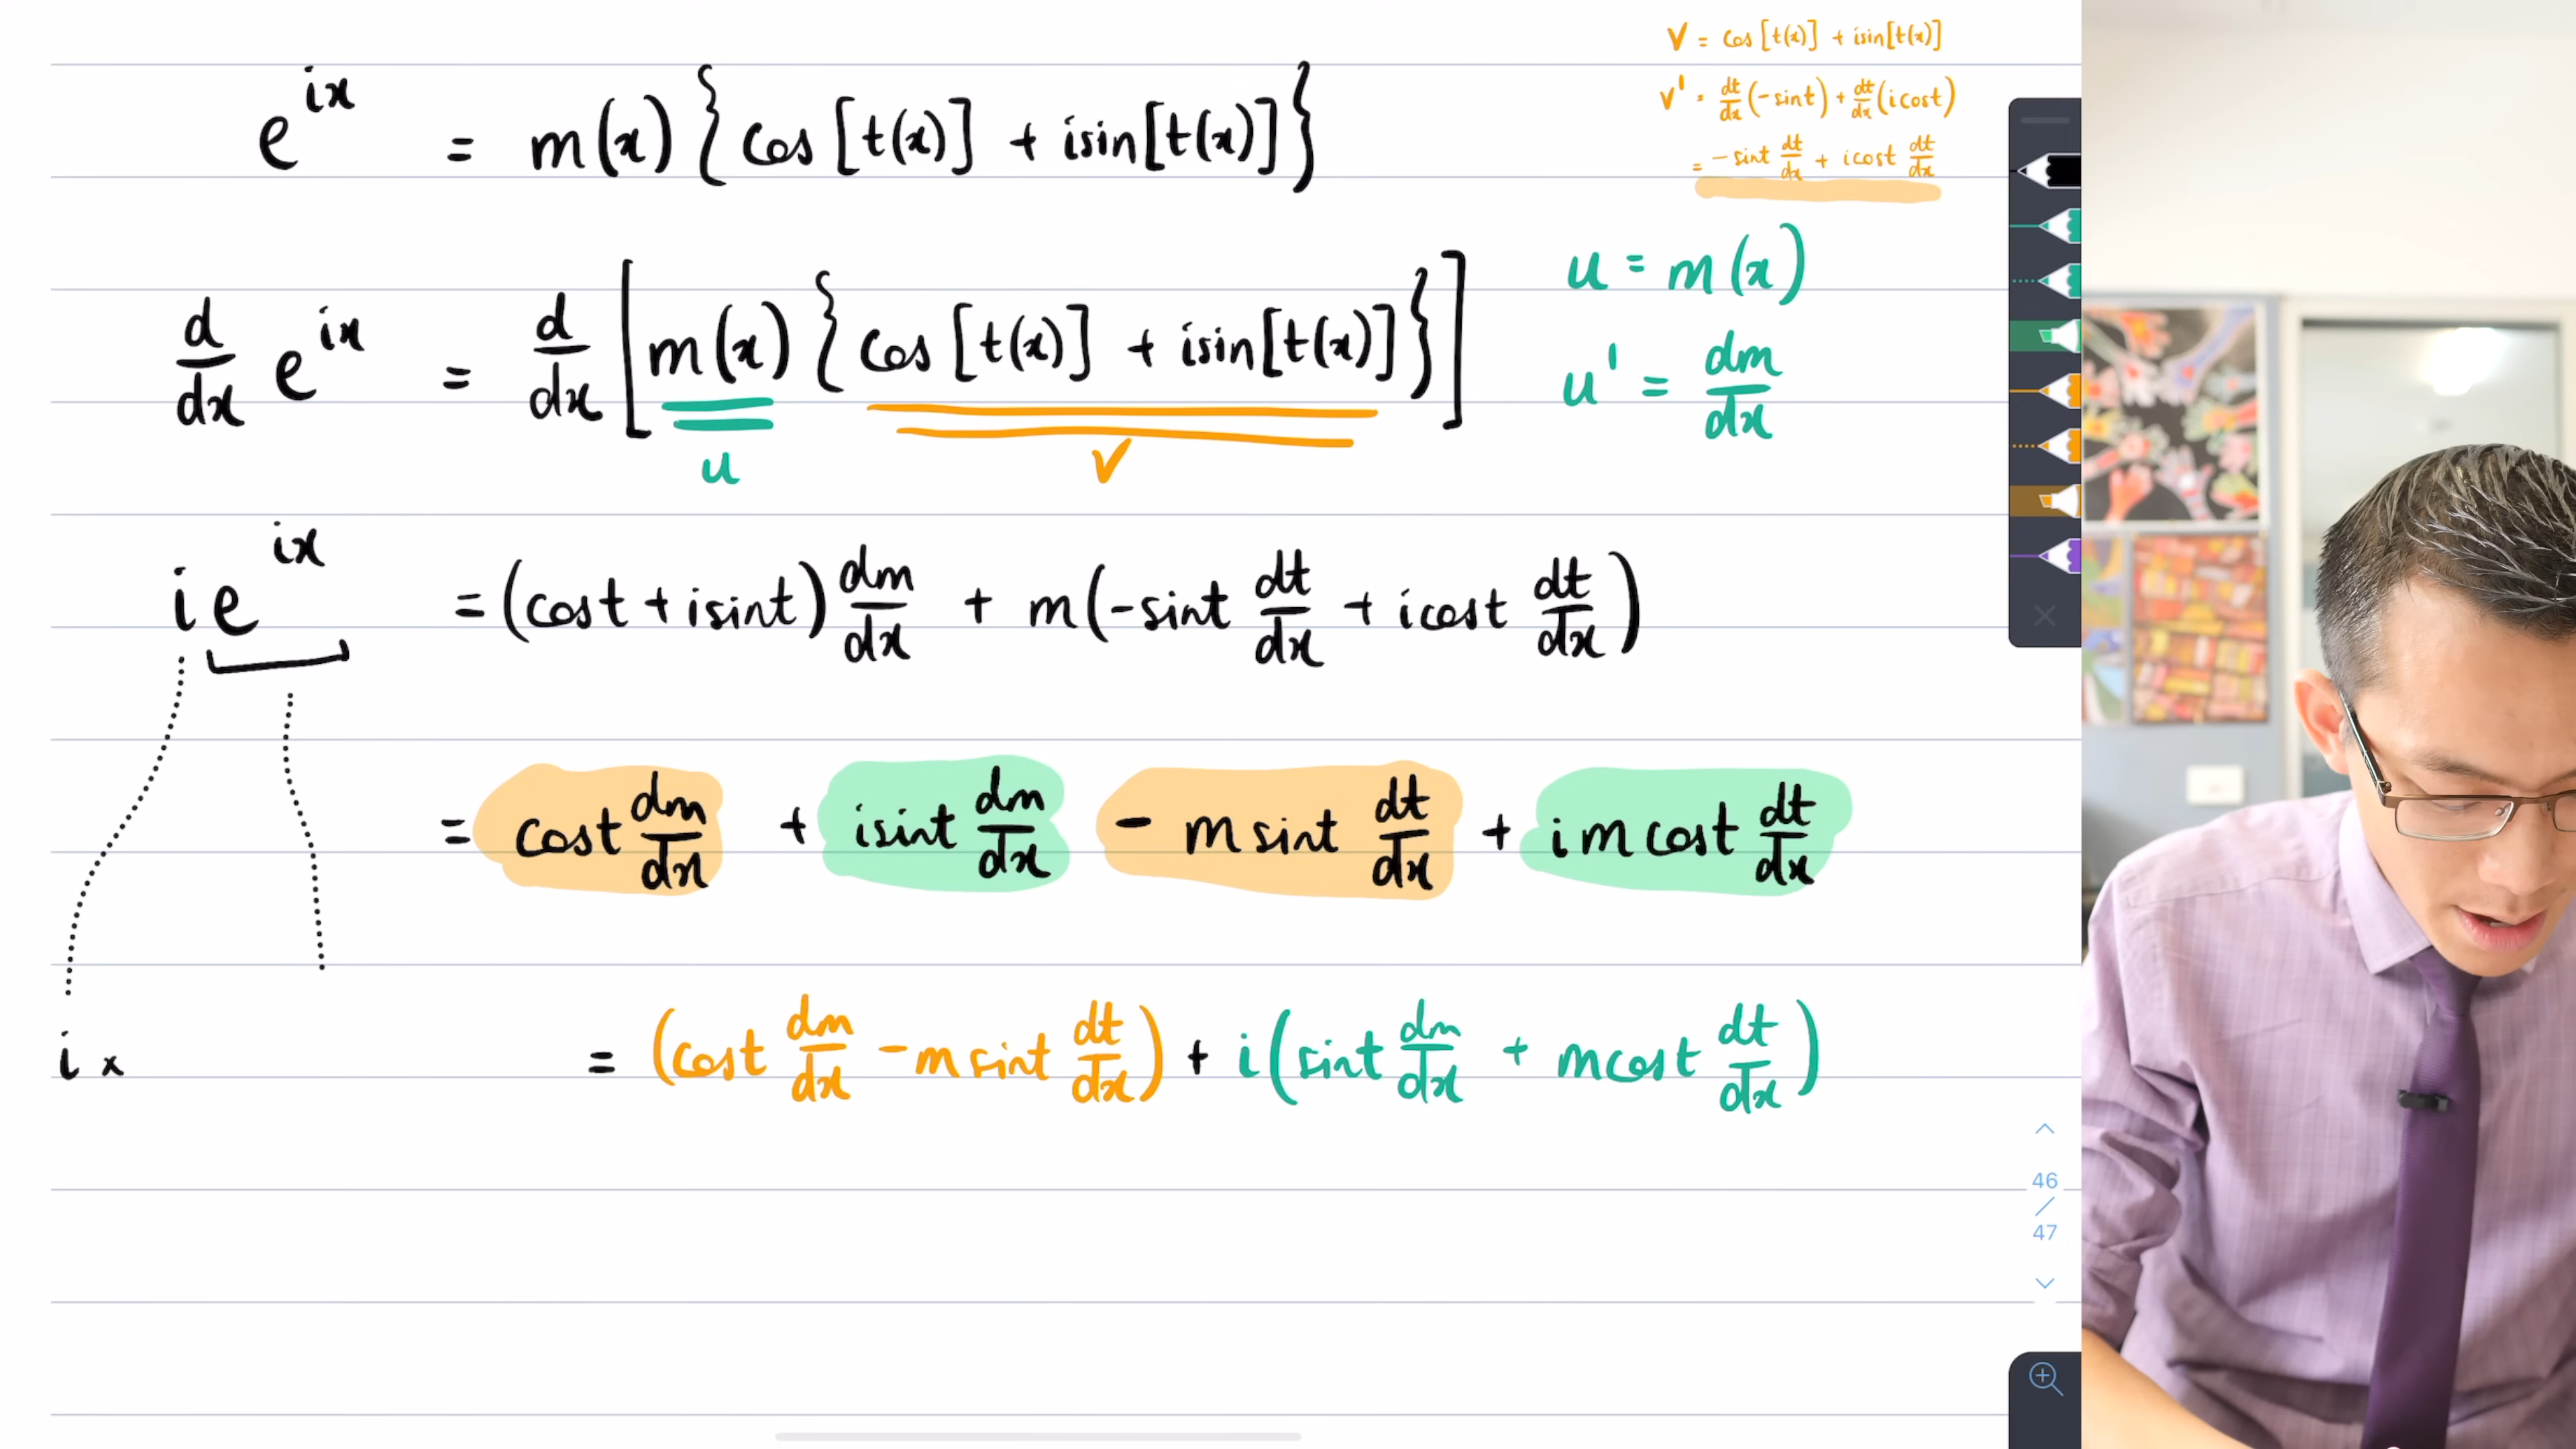 e^{ix} = m(x) { cos [t(x)] + isin[t(x)] }
V = cos [t(x)] + isin[t(x)]
V' = dt/dx (-sint) + dt/dx (icost)
= -sint dt/dx + icost dt/dx
d/dx e^{ix} = d/dx [ m(x) { cos [t(x)] + isin[t(x)] } ]
u V
u = m(x)
u' = dm/dx
ie^{ix} = (cost + isint) dm/dx + m(-sint dt/dx + icost dt/dx)
= cost dm/dx + isint dm/dx - m sint dt/dx + i m cost dt/dx
i × = (cost dm/dx - m sint dt/dx) + i(sint dm/dx + mcost dt/dx)
46
/
47